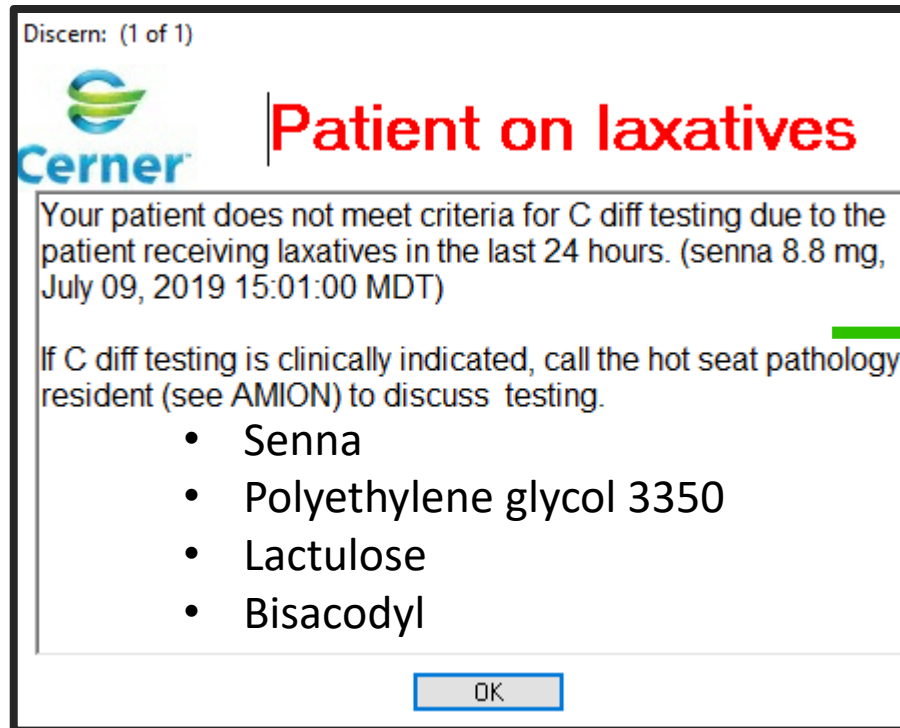 Discern: (1 of 1)
Cerner™
Patient on laxatives
Your patient does not meet criteria for C diff testing due to the
patient receiving laxatives in the last 24 hours. (senna 8.8 mg,
July 09, 2019 15:01:00 MDT)
If C diff testing is clinically indicated, call the hot seat pathology
resident (see AMION) to discuss  testing.
• Senna
• Polyethylene glycol 3350
• Lactulose
• Bisacodyl
OK